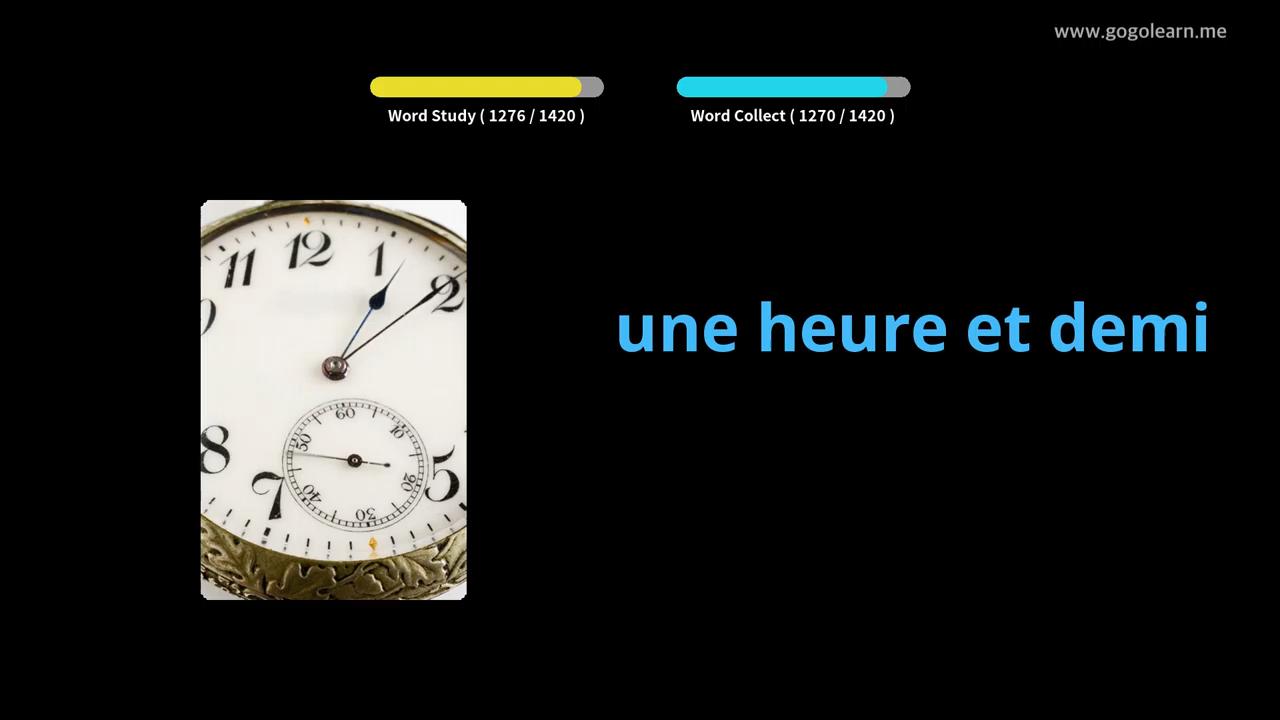 www.gogolearn.me
Word Study ( 1276 / 1420 )
Word Collect ( 1270 / 1420 )
une heure et demi
11 12 1 2
8 7 5
60 10 20 30 40 50